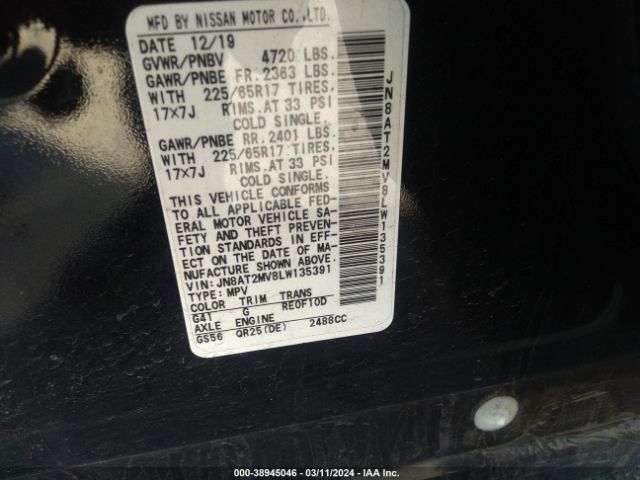 MFD BY NISSAN MOTOR CO.,LTD.
DATE 12/19
GVWR/PNBV 4720 LBS.
GAWR/PNBE FR. 2363 LBS.
WITH 225/65R17 TIRES,
17×7J RIMS.AT 33 PSI
COLD SINGLE.
GAWR/PNBE RR. 2401 LBS.
WITH 225/65R17 TIRES,
17×7J RIMS.AT 33 PSI
COLD SINGLE.
THIS VEHICLE CONFORMS
TO ALL APPLICABLE FED-
ERAL MOTOR VEHICLE SA-
FETY AND THEFT PREVEN-
TION STANDARDS IN EFF-
ECT ON THE DATE OF MA-
NUFACTURE SHOWN ABOVE.
VIN: JN8AT2MV8LW135391
TYPE: MPV
COLOR TRIM TRANS
G41 G RE0F10D
AXLE ENGINE
GS56 QR25(DE) 2488CC
JN8AT2MV8LW135391
000-38945046 - 03/11/2024 - IAA Inc.